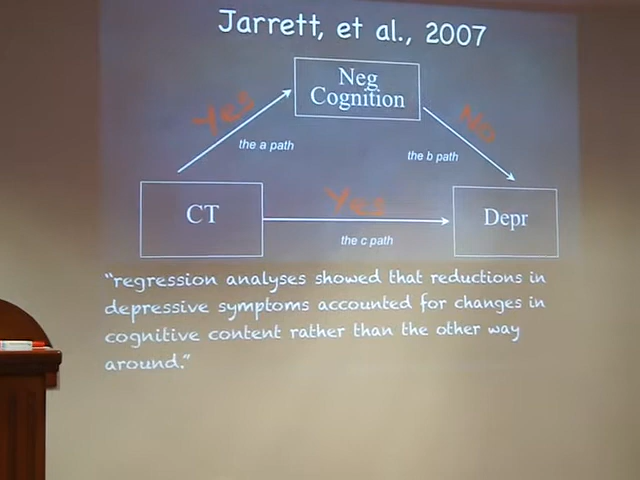 Jarrett, et al., 2007
Neg
Cognition
Yes
No
the a path
the b path
CT
Yes
Depr
the c path
"regression analyses showed that reductions in
depressive symptoms accounted for changes in
cognitive content rather than the other way
around."